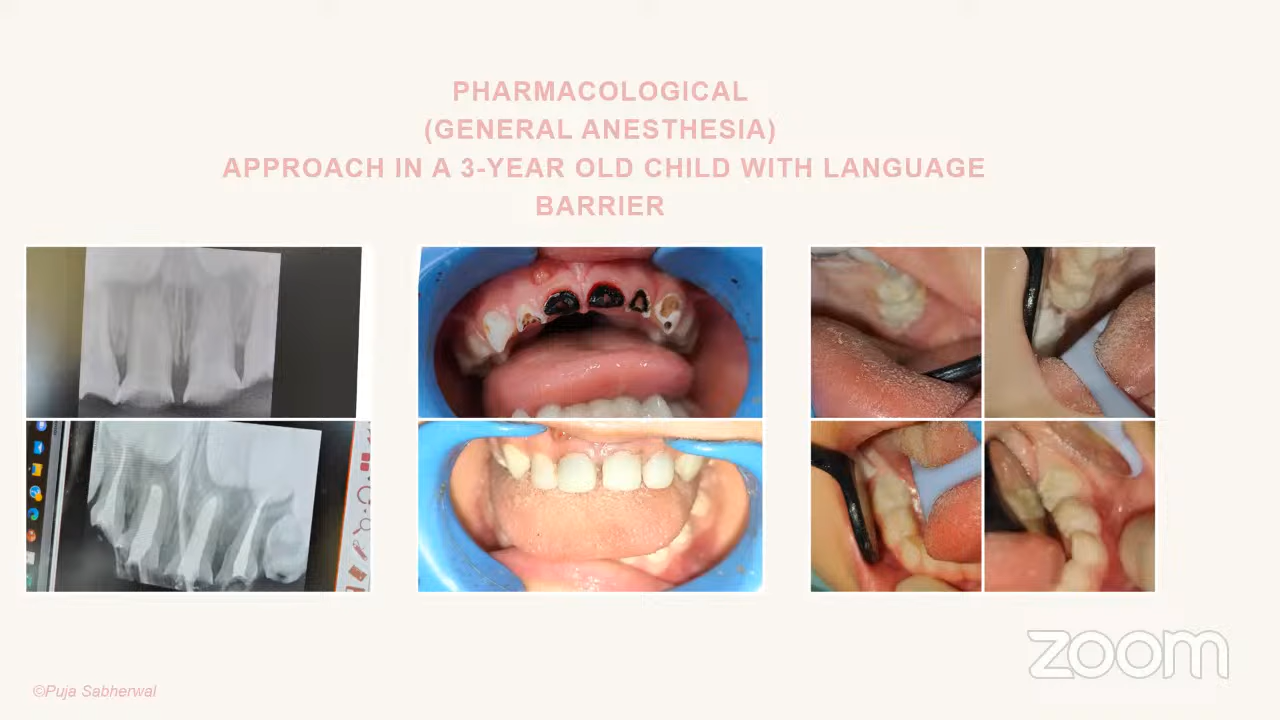 PHARMACOLOGICAL
(GENERAL ANESTHESIA)
APPROACH IN A 3-YEAR OLD CHILD WITH LANGUAGE
BARRIER
zoom
©Puja Sabherwal